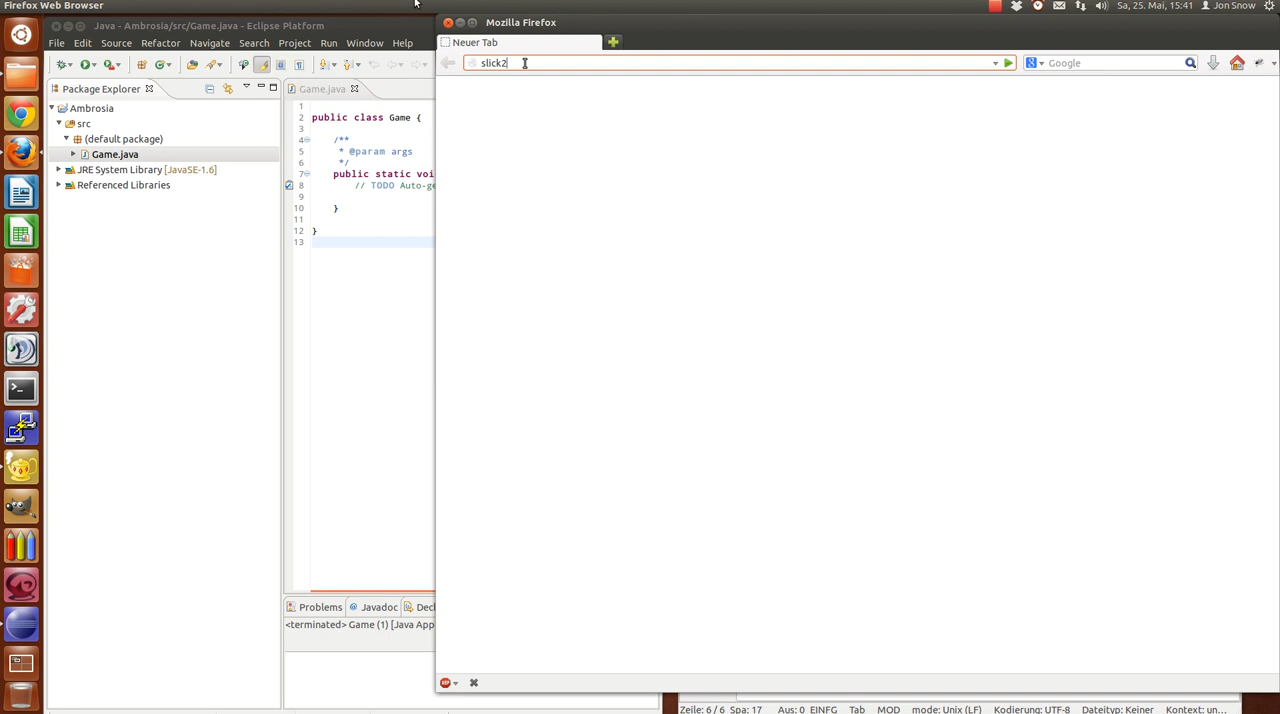 Firefox Web Browser
Sa, 25. Mai, 15:41 Jon Snow
Java - Ambrosia/src/Game.java - Eclipse Platform
File Edit Source Refactor Navigate Search Project Run Window Help
Package Explorer
Ambrosia
src
(default package)
Game.java
JRE System Library [JavaSE-1.6]
Referenced Libraries
Game.java
1
2 public class Game {
3
4 /**
5 * @param args
6 */
7 public static voi
8 // TODO Auto-ge
9
10 }
11
12 }
13
Problems Javadoc Decl
<terminated> Game (1) [Java App
Mozilla Firefox
Neuer Tab
slick2
Google
ABP
Zeile: 6 / 6 Spa: 17 Aus: 0 EINFG Tab MOD mode: Unix (LF) Kodierung: UTF-8 Dateityp: Keiner Kontext: un...